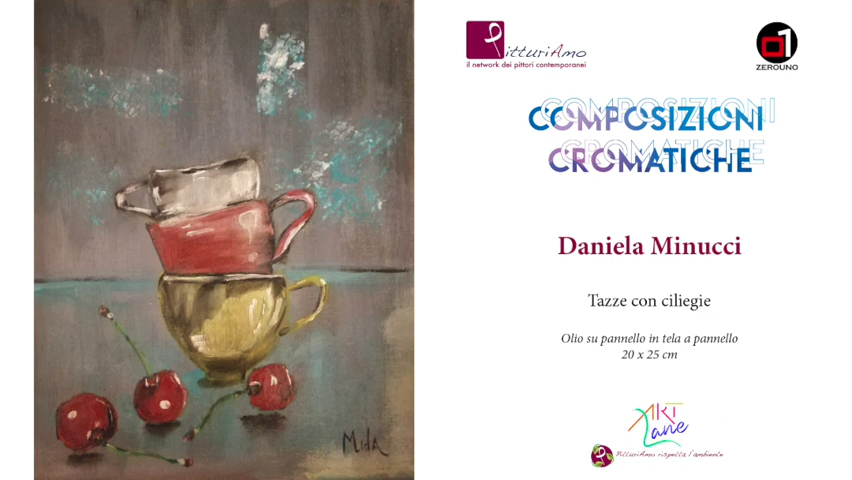 PitturiAmo
il network dei pittori contemporanei
01
ZEROUNO
COMPOSIZIONI
CROMATICHE
Daniela Minucci
Tazze con ciliegie
Olio su pannello in tela a pannello
20 x 25 cm
ART
Lane
PitturiAmo rispetta l'ambiente
Mida